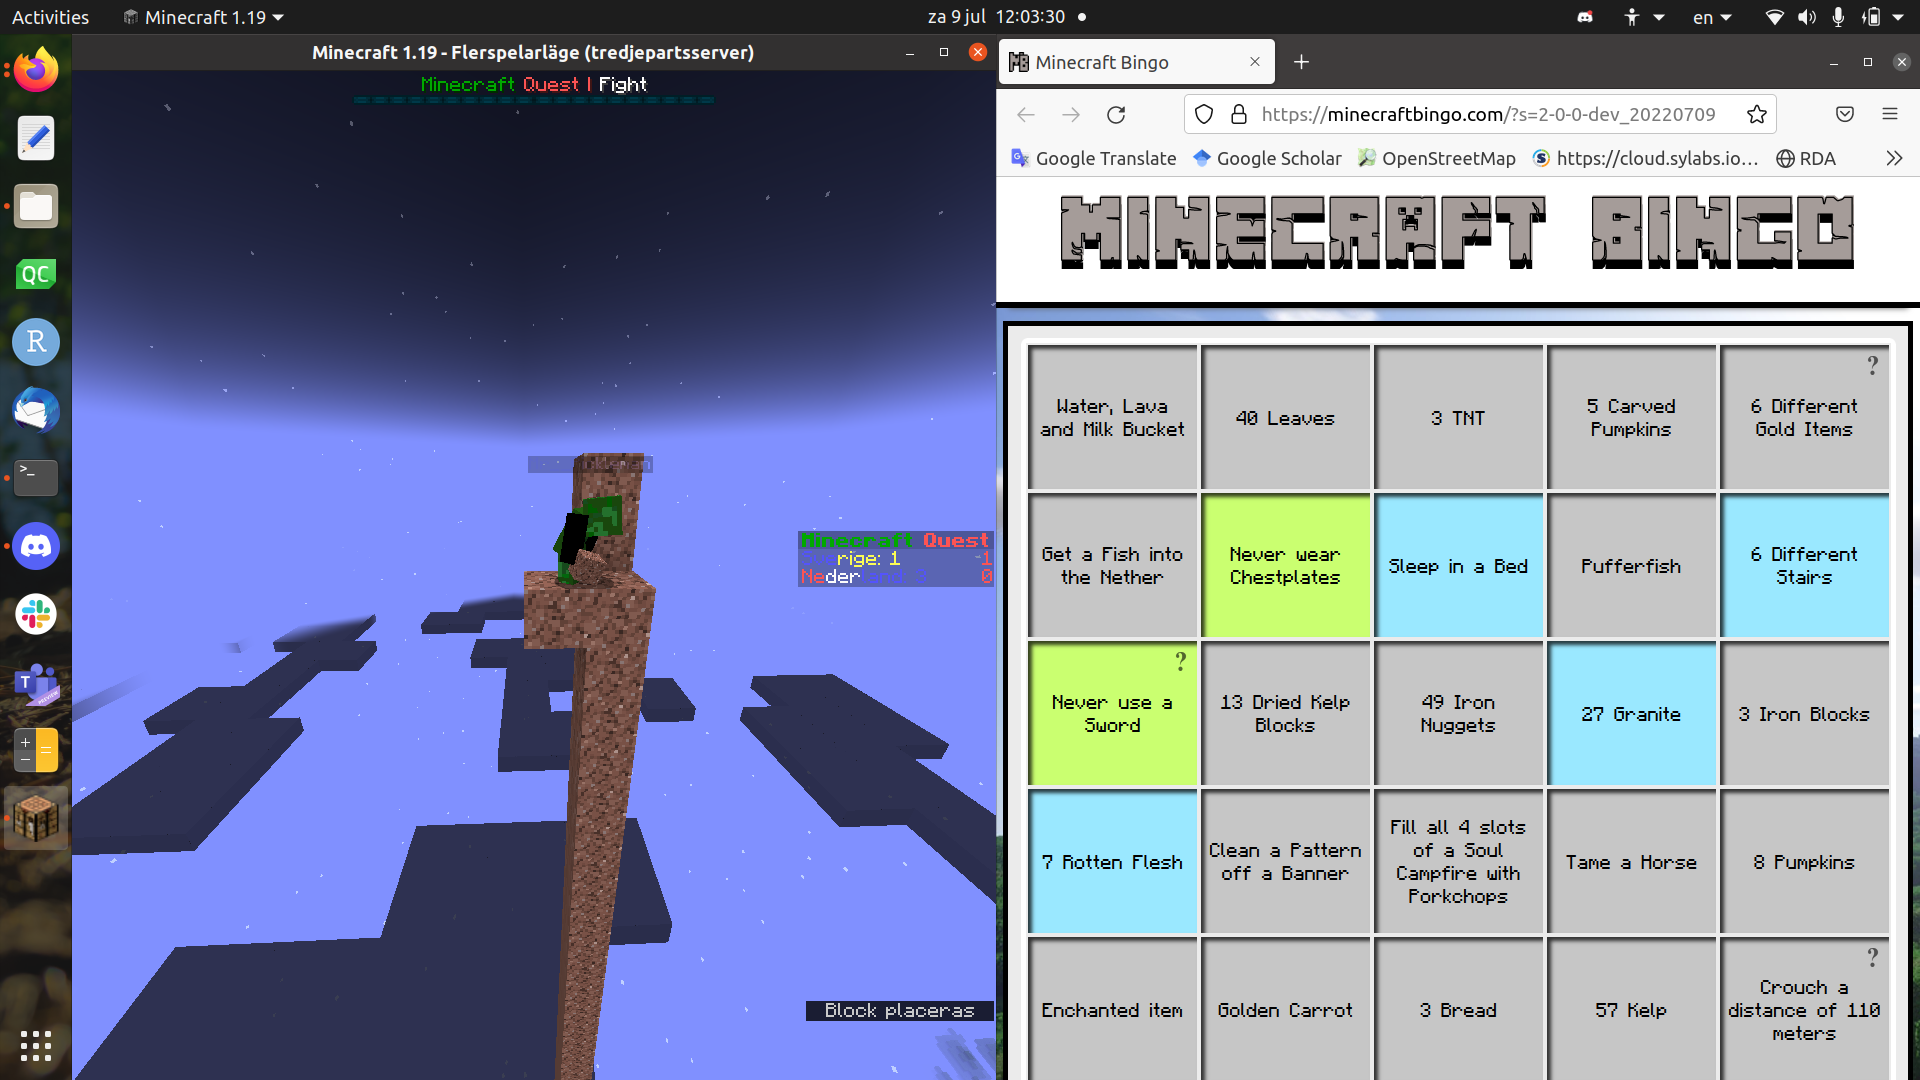 Activities
Minecraft 1.19
za 9 jul 12:03:30
en
Minecraft 1.19 - Flerspelarläge (tredjepartsserver)
Minecraft Quest | Fight
Minecraft Quest
rige: 1 -1
Nederland: 3 0
Block placeras
QC
R
>_
T
Minecraft Bingo
https://minecraftbingo.com/?s=2-0-0-dev_20220709
Google Translate
Google Scholar
OpenStreetMap
https://cloud.sylabs.io...
RDA
MINECRAFT BINGO
Water, Lava
and Milk Bucket
40 Leaves
3 TNT
5 Carved
Pumpkins
?
6 Different
Gold Items
Get a Fish into
the Nether
Never wear
Chestplates
Sleep in a Bed
Pufferfish
6 Different
Stairs
?
Never use a
Sword
13 Dried Kelp
Blocks
49 Iron
Nuggets
27 Granite
3 Iron Blocks
7 Rotten Flesh
Clean a Pattern
off a Banner
Fill all 4 slots
of a Soul
Campfire with
Porkchops
Tame a Horse
8 Pumpkins
Enchanted item
Golden Carrot
3 Bread
57 Kelp
?
Crouch a
distance of 110
meters